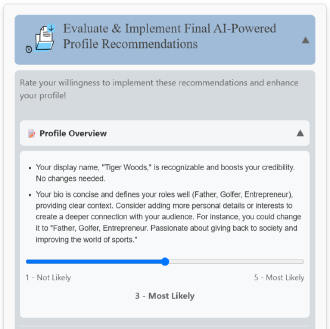 Evaluate & Implement Final AI-Powered
Profile Recommendations
Rate your willingness to implement these recommendations and enhance
your profile!
Profile Overview
• Your display name, "Tiger Woods," is recognizable and boosts your credibility.
No changes needed.
• Your bio is concise and defines your roles well (Father, Golfer, Entrepreneur),
providing clear context. Consider adding more personal details or interests to
create a deeper connection with your audience. For instance, you could change
it to "Father, Golfer, Entrepreneur. Passionate about giving back to society and
improving the world of sports."
1 - Not Likely
5 - Most Likely
3 - Most Likely